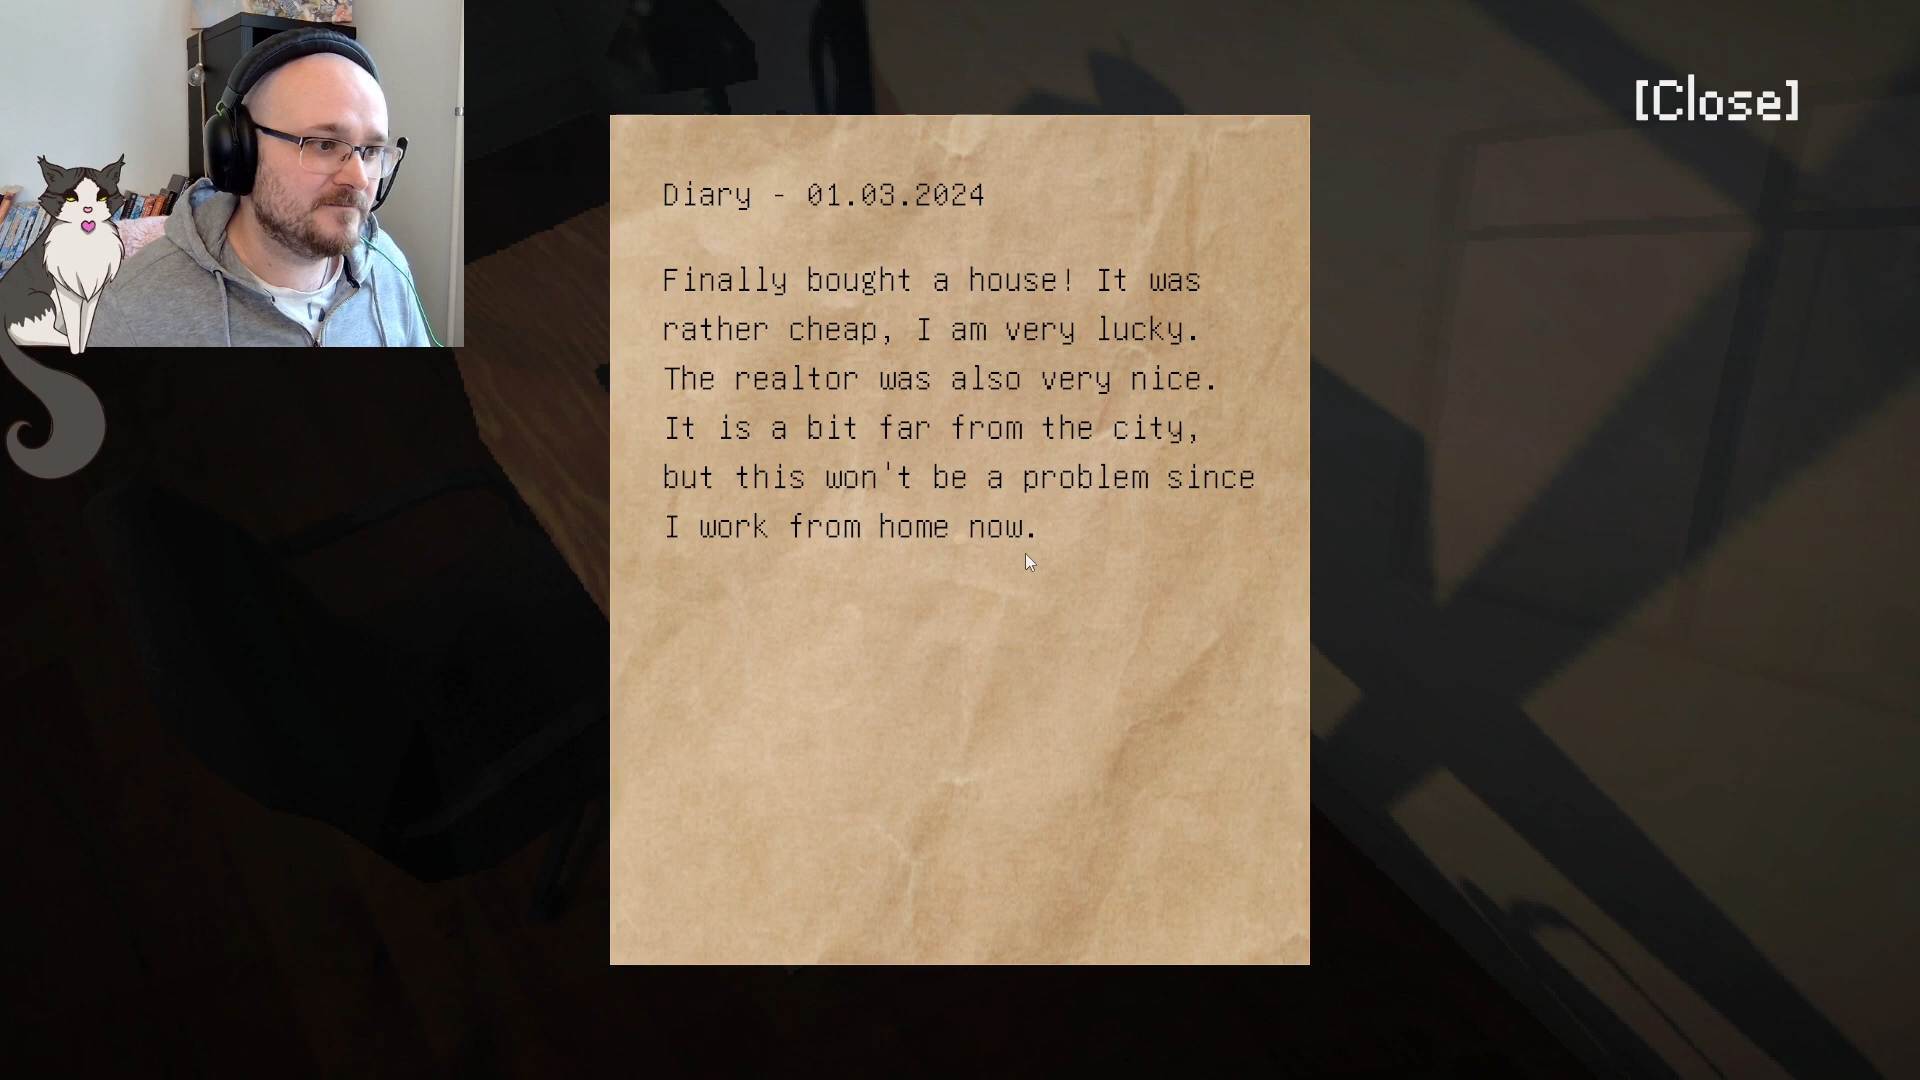 [Close]
Diary - 01.03.2024
Finally bought a house! It was
rather cheap, I am very lucky.
The realtor was also very nice.
It is a bit far from the city,
but this won't be a problem since
I work from home now.